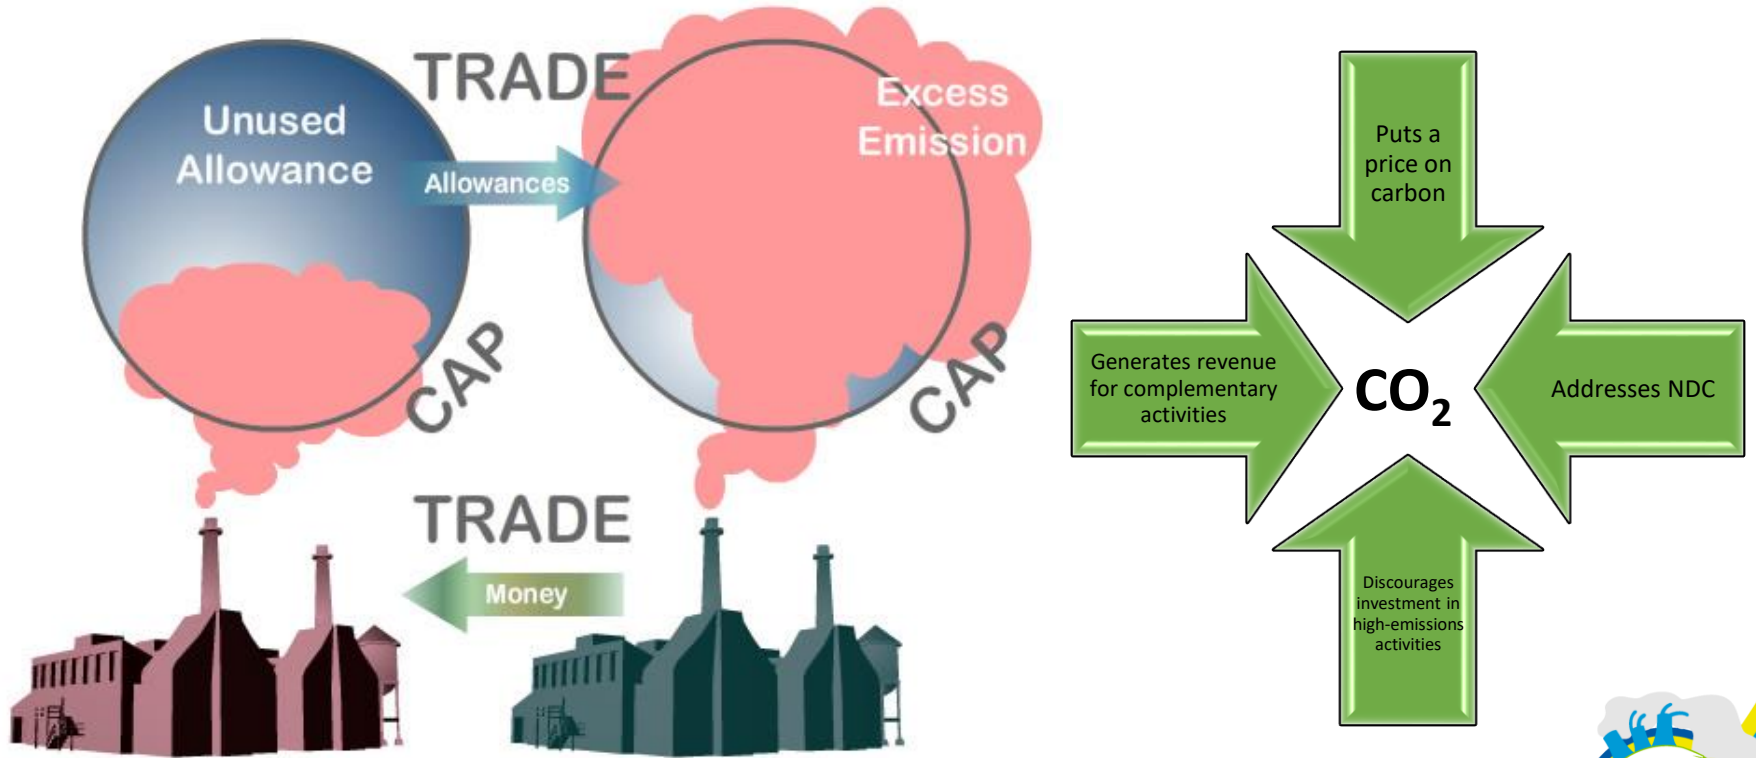 TRADE
Unused
Allowance
Allowances
Excess
Emission
CAP
CAP
TRADE
Money
Puts a
price on
carbon
Generates revenue
for complementary
activities
CO₂
Addresses NDC
Discourages
investment in
high-emissions
activities